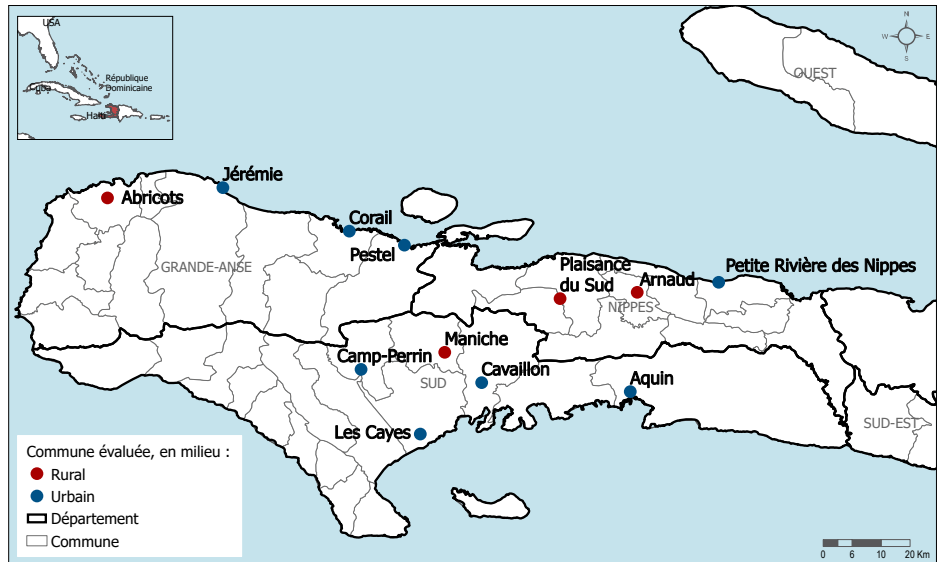 USA
Cuba
République
Dominicaine
Haïti
N
W
E
S
OUEST
Jérémie
Abricots
Corail
Pestel
GRANDE-ANSE
Plaisance
du Sud
Arnaud
Petite Rivière des Nippes
NIPPES
Maniche
Camp-Perrin
SUD
Cavaillon
Aquin
Les Cayes
SUD-EST
Commune évaluée, en milieu :
Rural
Urbain
Département
Commune
0 6 10 20 Km